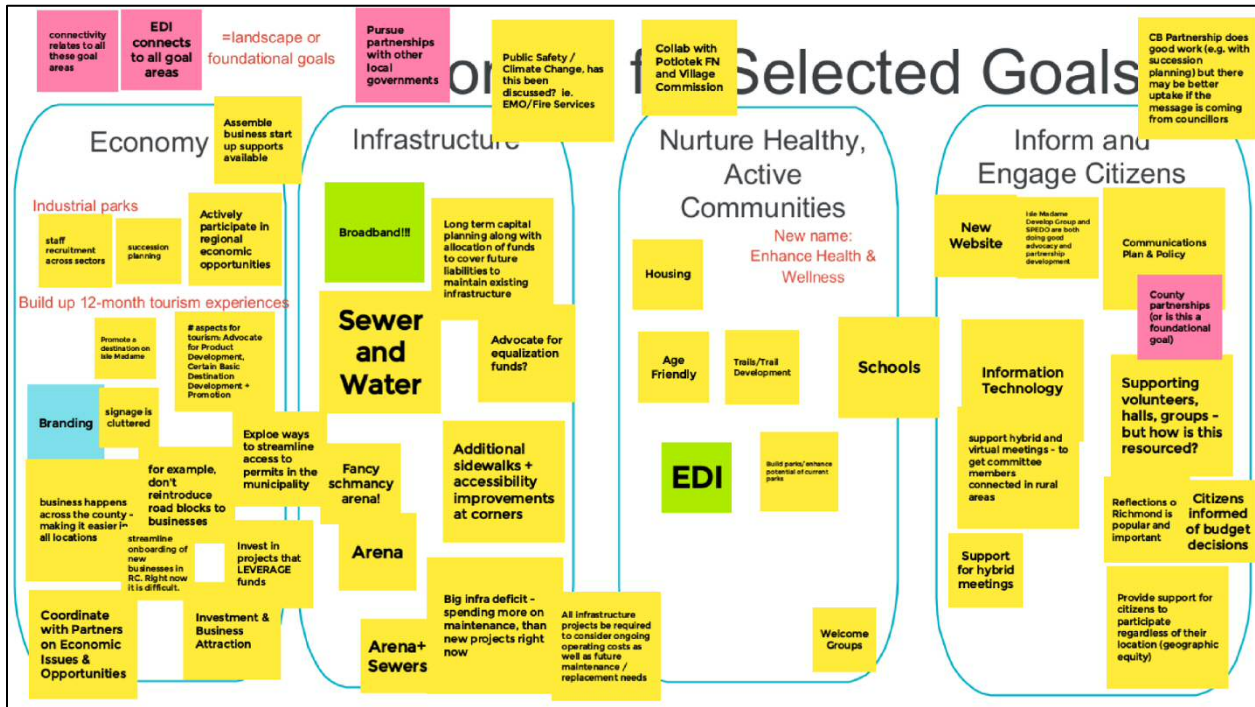 connectivity
relates to all
these goal
areas
EDI
connects
to all goal
areas
=landscape or
foundational goals
Pursue
partnerships
with other
local
governments
Public Safety /
Climate Change, has
this been
discussed? ie.
EMO/Fire Services
Collab with
Potlotek FN
and Village
Commission
Selected Goals
CB Partnership does
good work (e.g. with
succession
planning) but there
may be better
uptake if the
message is coming
from councillors
Economy
Assemble
business start
up supports
available
Industrial parks
staff
recruitment
across sectors
succession
planning
Actively
participate in
regional
economic
opportunities
Build up 12-month tourism experiences
Promote a
destination on
Isle Madame
# aspects for
tourism: Advocate
for Product
Development,
Certain Basic
Destination
Development +
Promotion
Branding
signage is
cluttered
Exploe ways
to streamline
access to
permits in the
municipality
for example,
don't
reintroduce
road blocks to
businesses
business happens
across the county -
making it easier in
all locations
streamline
onboarding of
new
businesses in
RC. Right now
it is difficult.
Invest in
projects that
LEVERAGE
funds
Coordinate
with Partners
on Economic
Issues &
Opportunities
Investment &
Business
Attraction
Infrastructure
Broadband!!!
Long term capital
planning along with
allocation of funds
to cover future
liabilities to
maintain existing
infrastructure
Sewer
and
Water
Advocate for
equalization
funds?
Fancy
schmancy
arena!
Additional
sidewalks +
accessibility
improvements
at corners
Arena
Big infra deficit -
spending more on
maintenance, than
new projects right
now
Arena+
Sewers
All infrastructure
projects be required
to consider ongoing
operating costs as
well as future
maintenance /
replacement needs
Nurture Healthy,
Active
Communities
New name:
Enhance Health &
Wellness
Housing
Age
Friendly
Trails/Trail
Development
Schools
EDI
Build parks/enhance
potential of current
parks
Welcome
Groups
Inform and
Engage Citizens
New
Website
Isle Madame
Develop Group and
SPEDO are both
doing good
advocacy and
partnership
development
Communications
Plan & Policy
County
partnerships
(or is this a
foundational
goal)
Information
Technology
Supporting
volunteers,
halls, groups -
but how is this
resourced?
support hybrid and
virtual meetings - to
get committee
members
connected in rural
areas
Reflections o
Richmond is
popular and
important
Citizens
informed
of budget
decisions
Support
for hybrid
meetings
Provide support for
citizens to
participate
regardless of their
location (geographic
equity)